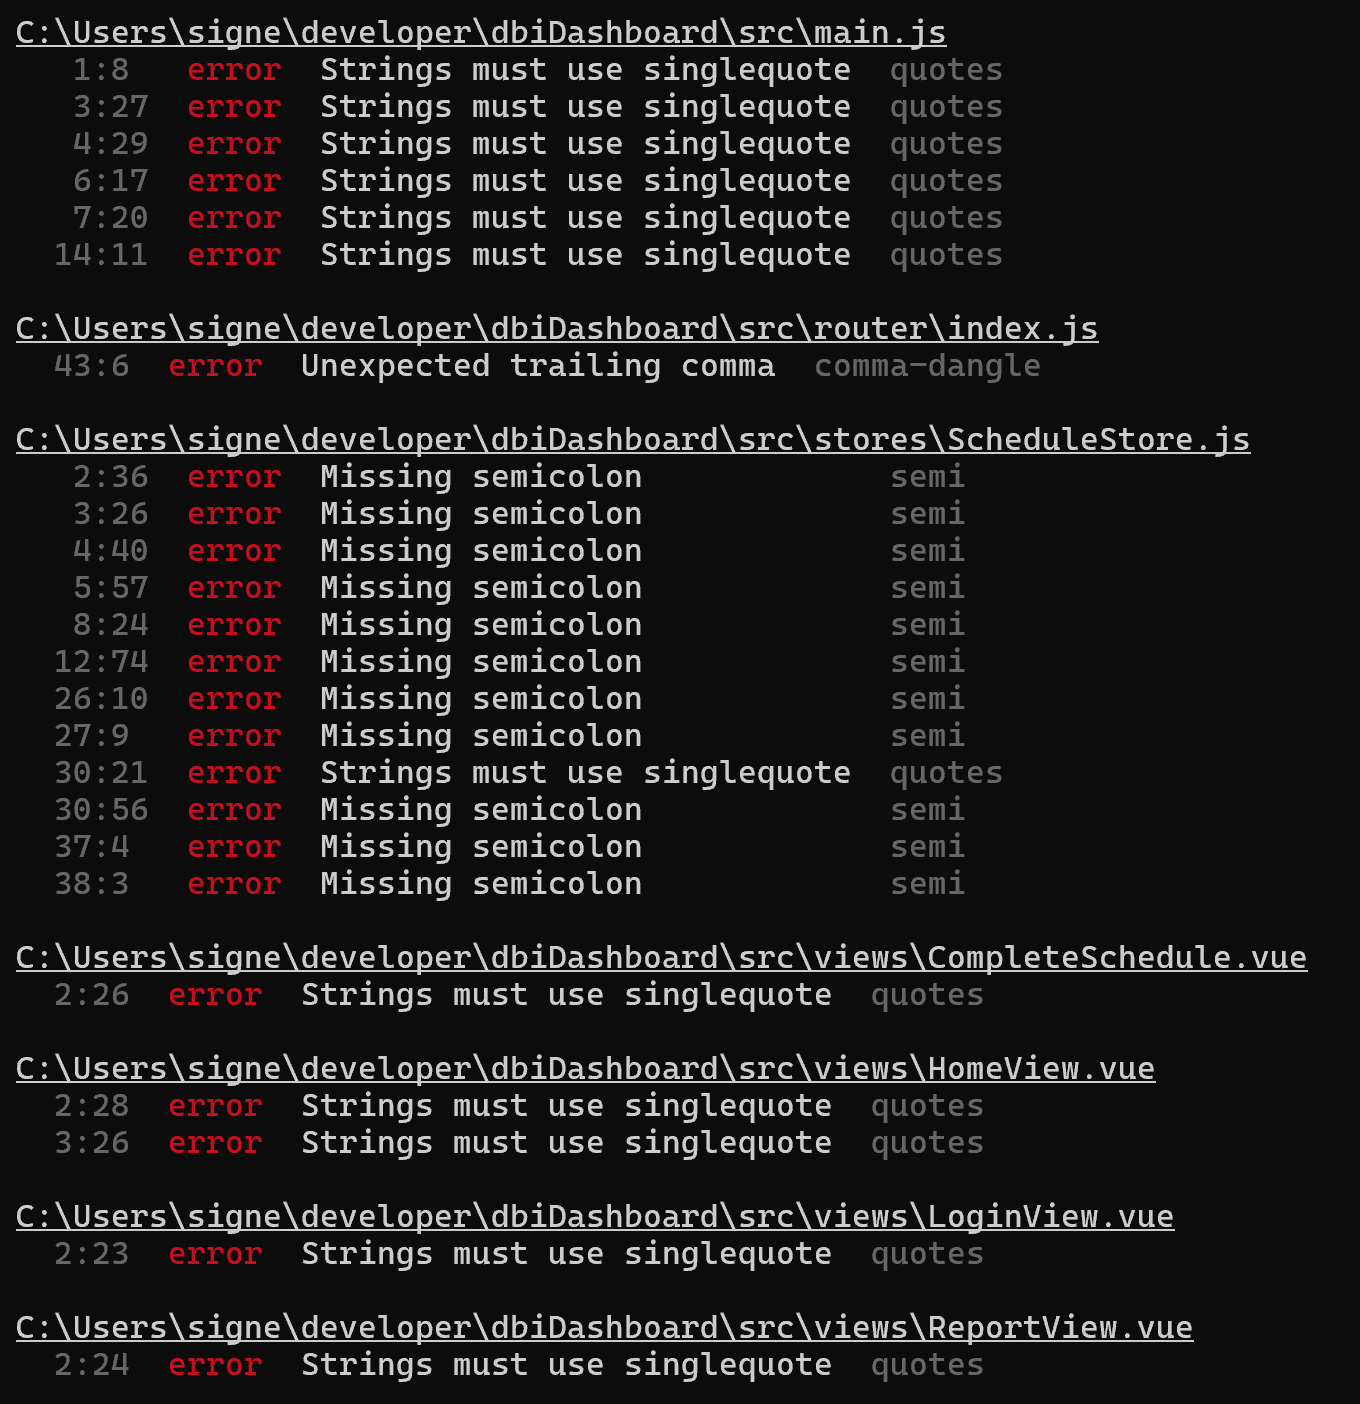 C:\Users\signe\developer\dbiDashboard\src\main.js
1:8 error Strings must use singlequote quotes
3:27 error Strings must use singlequote quotes
4:29 error Strings must use singlequote quotes
6:17 error Strings must use singlequote quotes
7:20 error Strings must use singlequote quotes
14:11 error Strings must use singlequote quotes
C:\Users\signe\developer\dbiDashboard\src\router\index.js
43:6 error Unexpected trailing comma comma-dangle
C:\Users\signe\developer\dbiDashboard\src\stores\ScheduleStore.js
2:36 error Missing semicolon semi
3:26 error Missing semicolon semi
4:40 error Missing semicolon semi
5:57 error Missing semicolon semi
8:24 error Missing semicolon semi
12:74 error Missing semicolon semi
26:10 error Missing semicolon semi
27:9 error Missing semicolon semi
30:21 error Strings must use singlequote quotes
30:56 error Missing semicolon semi
37:4 error Missing semicolon semi
38:3 error Missing semicolon semi
C:\Users\signe\developer\dbiDashboard\src\views\CompleteSchedule.vue
2:26 error Strings must use singlequote quotes
C:\Users\signe\developer\dbiDashboard\src\views\HomeView.vue
2:28 error Strings must use singlequote quotes
3:26 error Strings must use singlequote quotes
C:\Users\signe\developer\dbiDashboard\src\views\LoginView.vue
2:23 error Strings must use singlequote quotes
C:\Users\signe\developer\dbiDashboard\src\views\ReportView.vue
2:24 error Strings must use singlequote quotes